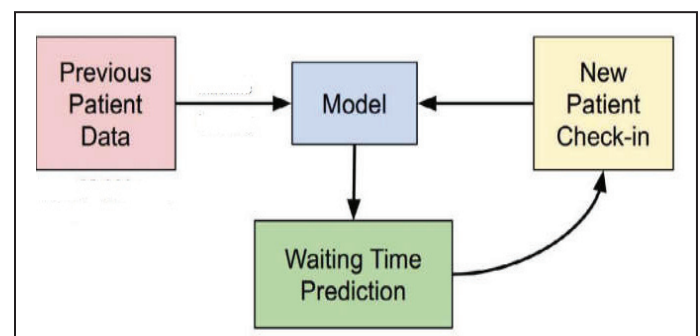 Previous
Patient
Data
Model
New
Patient
Check-in
Waiting Time
Prediction